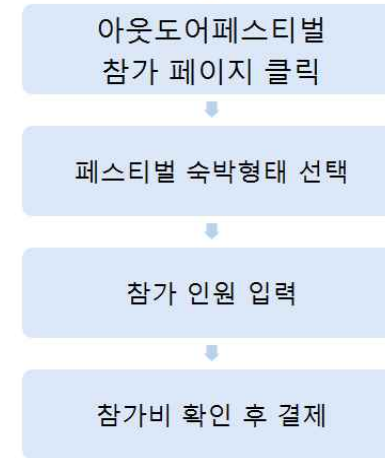 아웃도어페스티벌
참가 페이지 클릭
페스티벌 숙박형태 선택
참가 인원 입력
참가비 확인 후 결제